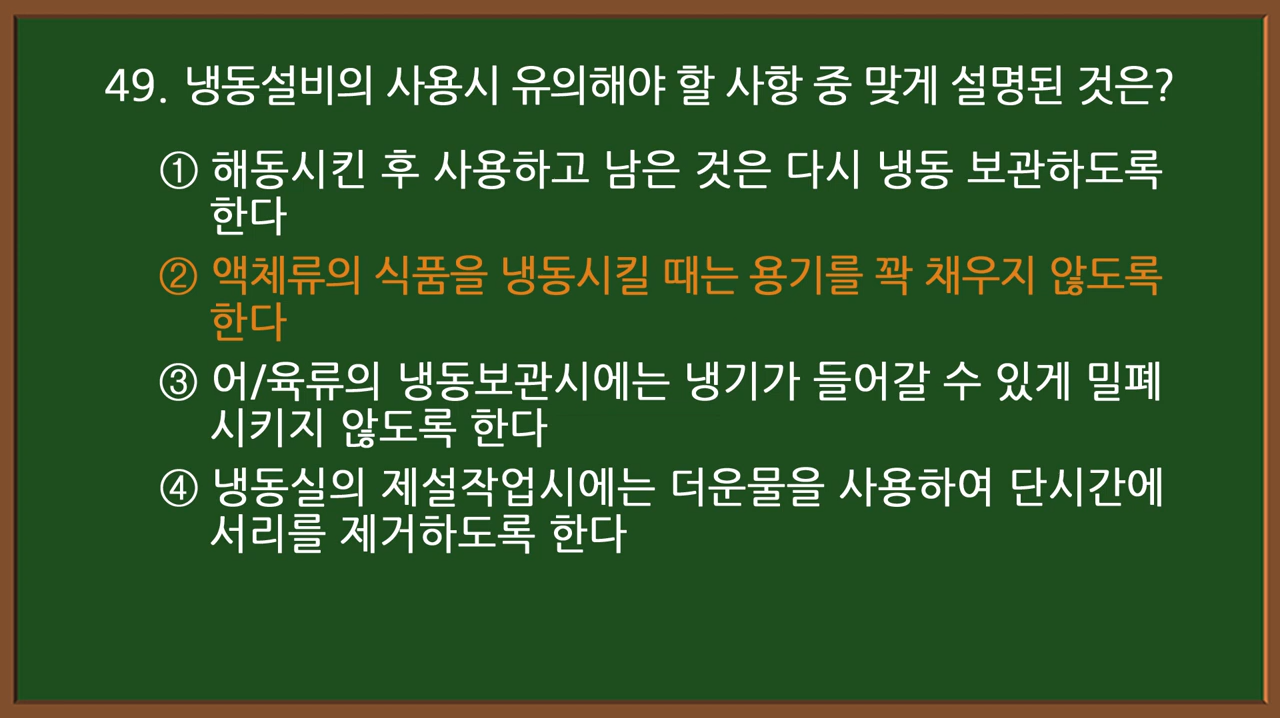 49. 냉동설비의 사용시 유의해야 할 사항 중 맞게 설명된 것은?
① 해동시킨 후 사용하고 남은 것은 다시 냉동 보관하도록
한다
② 액체류의 식품을 냉동시킬 때는 용기를 꽉 채우지 않도록
한다
③ 어/육류의 냉동보관시에는 냉기가 들어갈 수 있게 밀폐
시키지 않도록 한다
④ 냉동실의 제설작업시에는 더운물을 사용하여 단시간에
서리를 제거하도록 한다